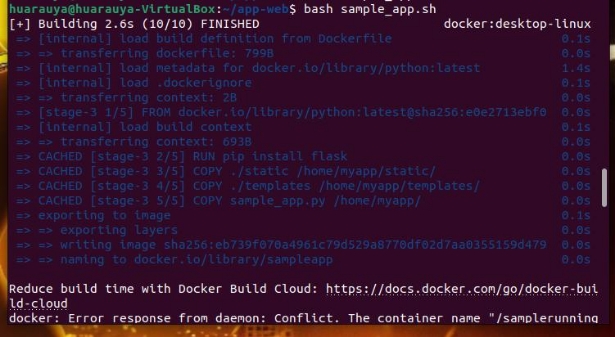 huarauya@huarauya-VirtualBox:~/app-web$ bash sample_app.sh
[+] Building 2.6s (10/10) FINISHED docker:desktop-linux
=> [internal] load build definition from Dockerfile 0.1s
=> => transferring dockerfile: 799B 0.0s
=> [internal] load metadata for docker.io/library/python:latest 1.4s
=> [internal] load .dockerignore 0.1s
=> => transferring context: 2B 0.0s
=> [stage-3 1/5] FROM docker.io/library/python:latest@sha256:e0e2713ebf0 0.0s
=> [internal] load build context 0.1s
=> => transferring context: 693B 0.0s
=> CACHED [stage-3 2/5] RUN pip install flask 0.0s
=> CACHED [stage-3 3/5] COPY ./static /home/myapp/static/ 0.0s
=> CACHED [stage-3 4/5] COPY ./templates /home/myapp/templates/ 0.0s
=> CACHED [stage-3 5/5] COPY sample_app.py /home/myapp/ 0.0s
=> exporting to image 0.1s
=> => exporting layers 0.0s
=> => writing image sha256:eb739f070a4961c79d529a8770df02d7aa0355159d479 0.0s
=> => naming to docker.io/library/sampleapp 0.0s
Reduce build time with Docker Build Cloud: https://docs.docker.com/go/docker-bui
ld-cloud
docker: Error response from daemon: Conflict. The container name "/samplerunning